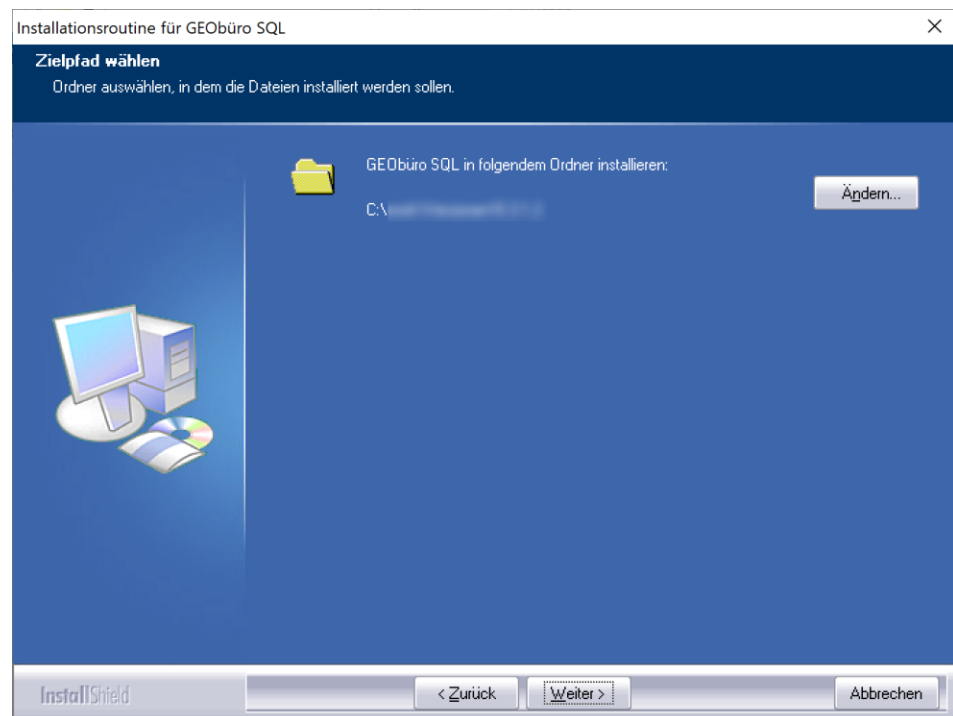 Installationsroutine für GEObüro SQL
Zielpfad wählen
Ordner auswählen, in dem die Dateien installiert werden sollen.
GEObüro SQL in folgendem Ordner installieren:
Ändern...
C:\
InstallShield
< Zurück
Weiter >
Abbrechen